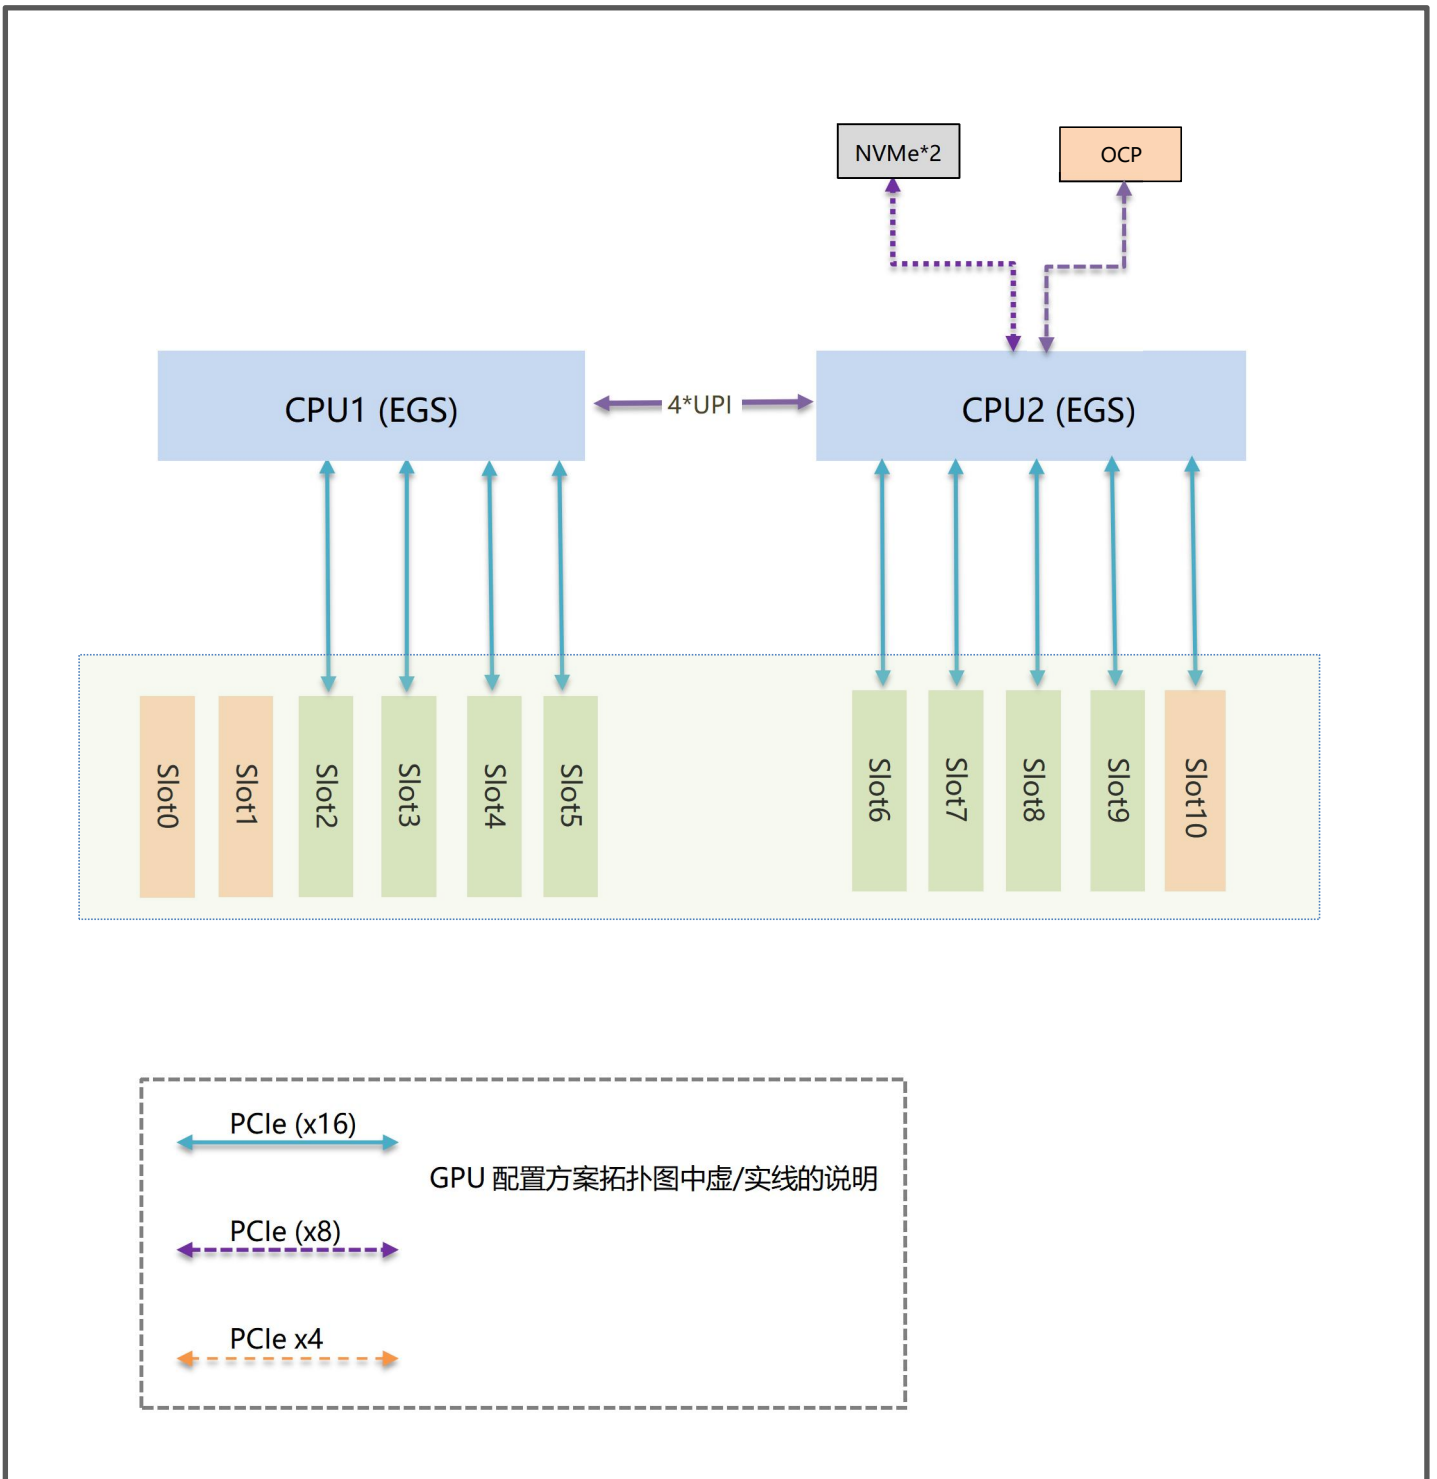 NVMe*2
OCP
CPU1 (EGS)
4*UPI
CPU2 (EGS)
Slot0
Slot1
Slot2
Slot3
Slot4
Slot5
Slot6
Slot7
Slot8
Slot9
Slot10
PCIe (x16)
GPU 配置方案拓扑图中虚/实线的说明
PCIe (x8)
PCIe x4